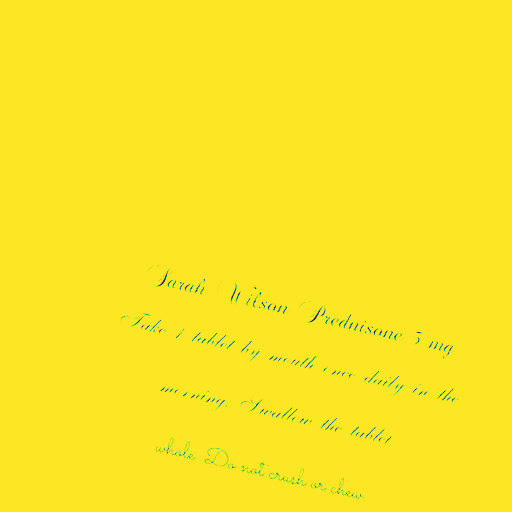 Sarah Wilson Prednisone 5 mg
Take 1 tablet by mouth once daily in the
morning. Swallow the tablet
whole. Do not crush or chew